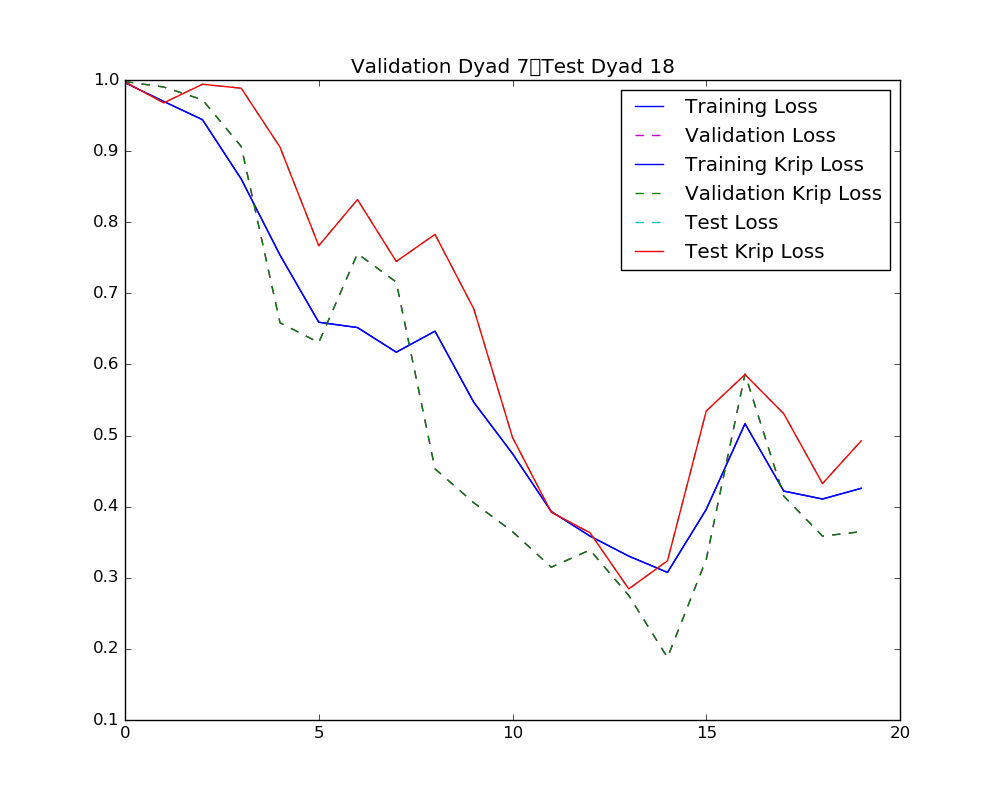 Validation Dyad 7▯Test Dyad 18
1.0
0.9
0.8
0.7
0.6
0.5
0.4
0.3
0.2
0.1
0 5 10 15 20
Training Loss
Validation Loss
Training Krip Loss
Validation Krip Loss
Test Loss
Test Krip Loss